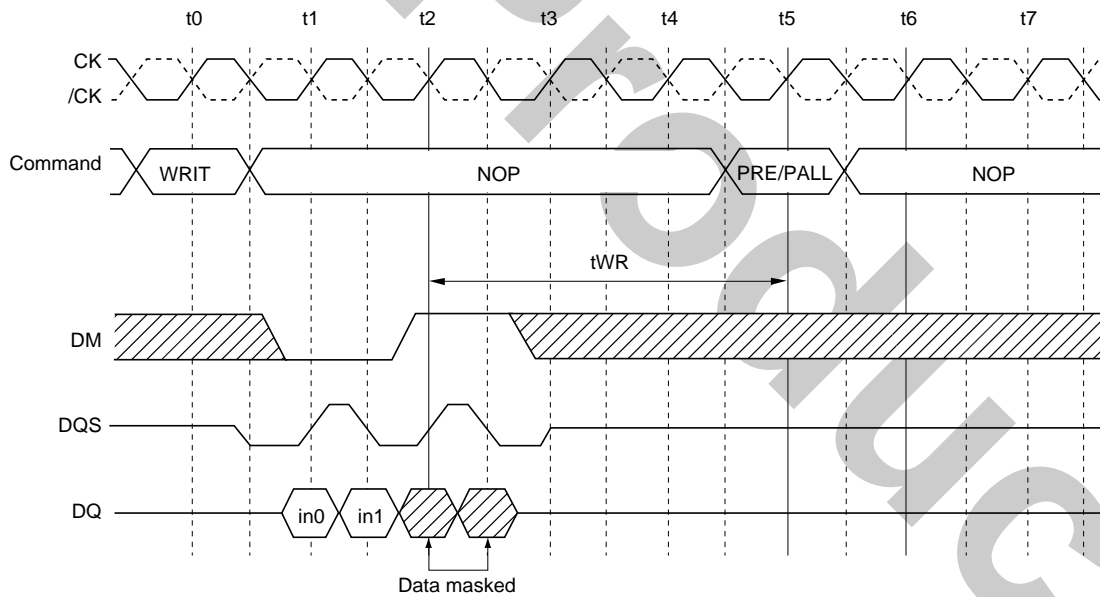 t0 t1 t2 t3 t4 t5 t6 t7
CK
/CK
Command WRIT NOP PRE/PALL NOP
tWR
DM
DQS
DQ in0 in1
Data masked